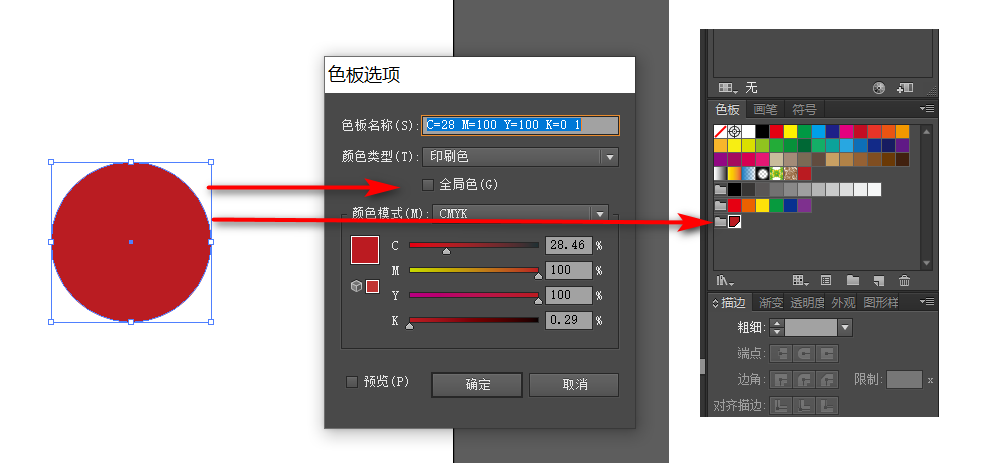 色板选项
色板名称(S):
C=28 M=100 Y=100 K=0 1
颜色类型(T):
印刷色
全局色(G)
颜色模式(M):
CMYK
C
28.46
%
M
100
%
Y
100
%
K
0.29
%
预览(P)
确定
取消
无
色板
画笔
符号
描边
渐变
透明度
外观
图形样
粗细:
端点:
边角:
限制:
x
对齐描边: